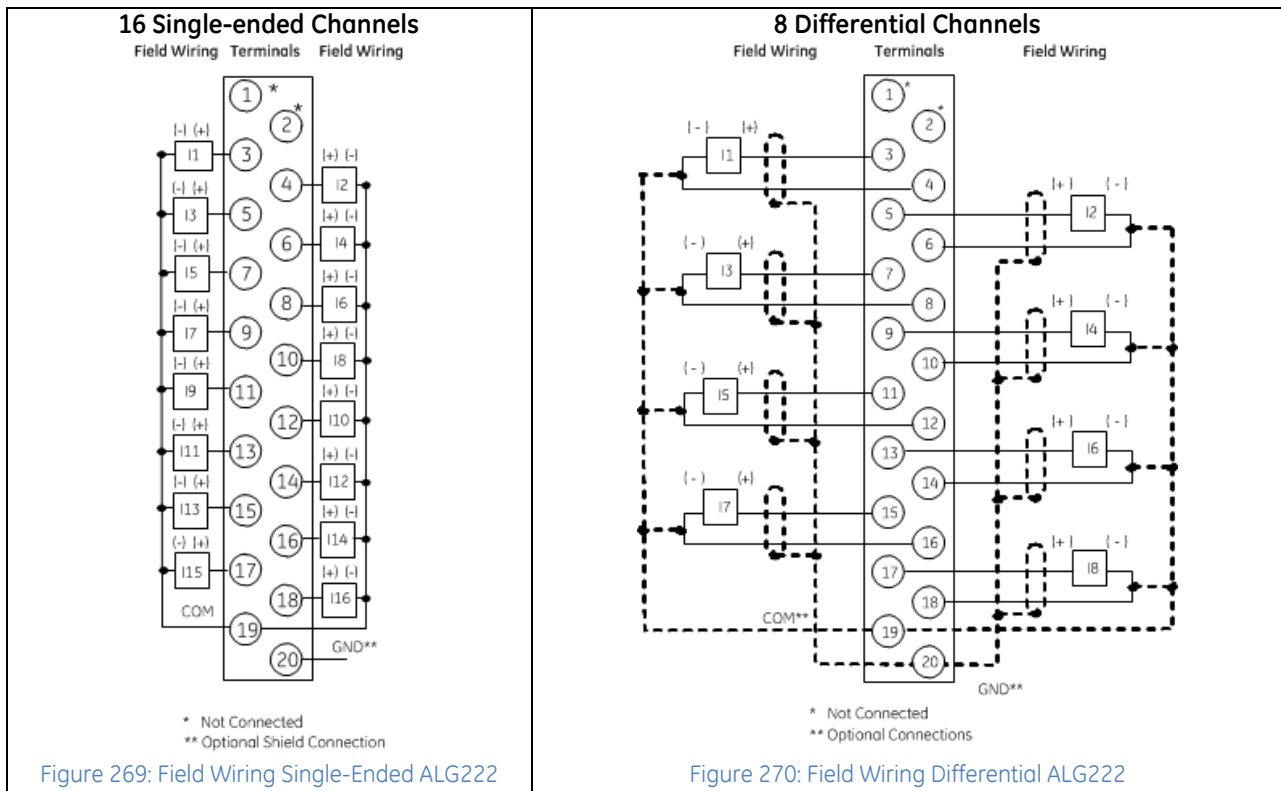 16 Single-ended Channels
Field Wiring Terminals Field Wiring
1 *
2 *
(-) (+)
I1 3
(+) (-)
4 I2
(-) (+)
I3 5
(+) (-)
6 I4
(-) (+)
I5 7
(+) (-)
8 I6
(-) (+)
I7 9
(+) (-)
10 I8
(-) (+)
I9 11
(+) (-)
12 I10
(-) (+)
I11 13
(+) (-)
14 I12
(-) (+)
I13 15
(+) (-)
16 I14
(-) (+)
I15 17
(+) (-)
18 I16
COM
19
20 GND**
* Not Connected
** Optional Shield Connection
Figure 269: Field Wiring Single-Ended ALG222
8 Differential Channels
Field Wiring Terminals Field Wiring
1 *
2 *
(-) (+)
I1 3
4
(+) (-)
5 I2
6
(-) (+)
I3 7
8
(+) (-)
9 I4
10
(-) (+)
I5 11
12
(+) (-)
13 I6
14
(-) (+)
I7 15
16
(+) (-)
17 I8
18
COM**
19
20
GND**
* Not Connected
** Optional Connections
Figure 270: Field Wiring Differential ALG222